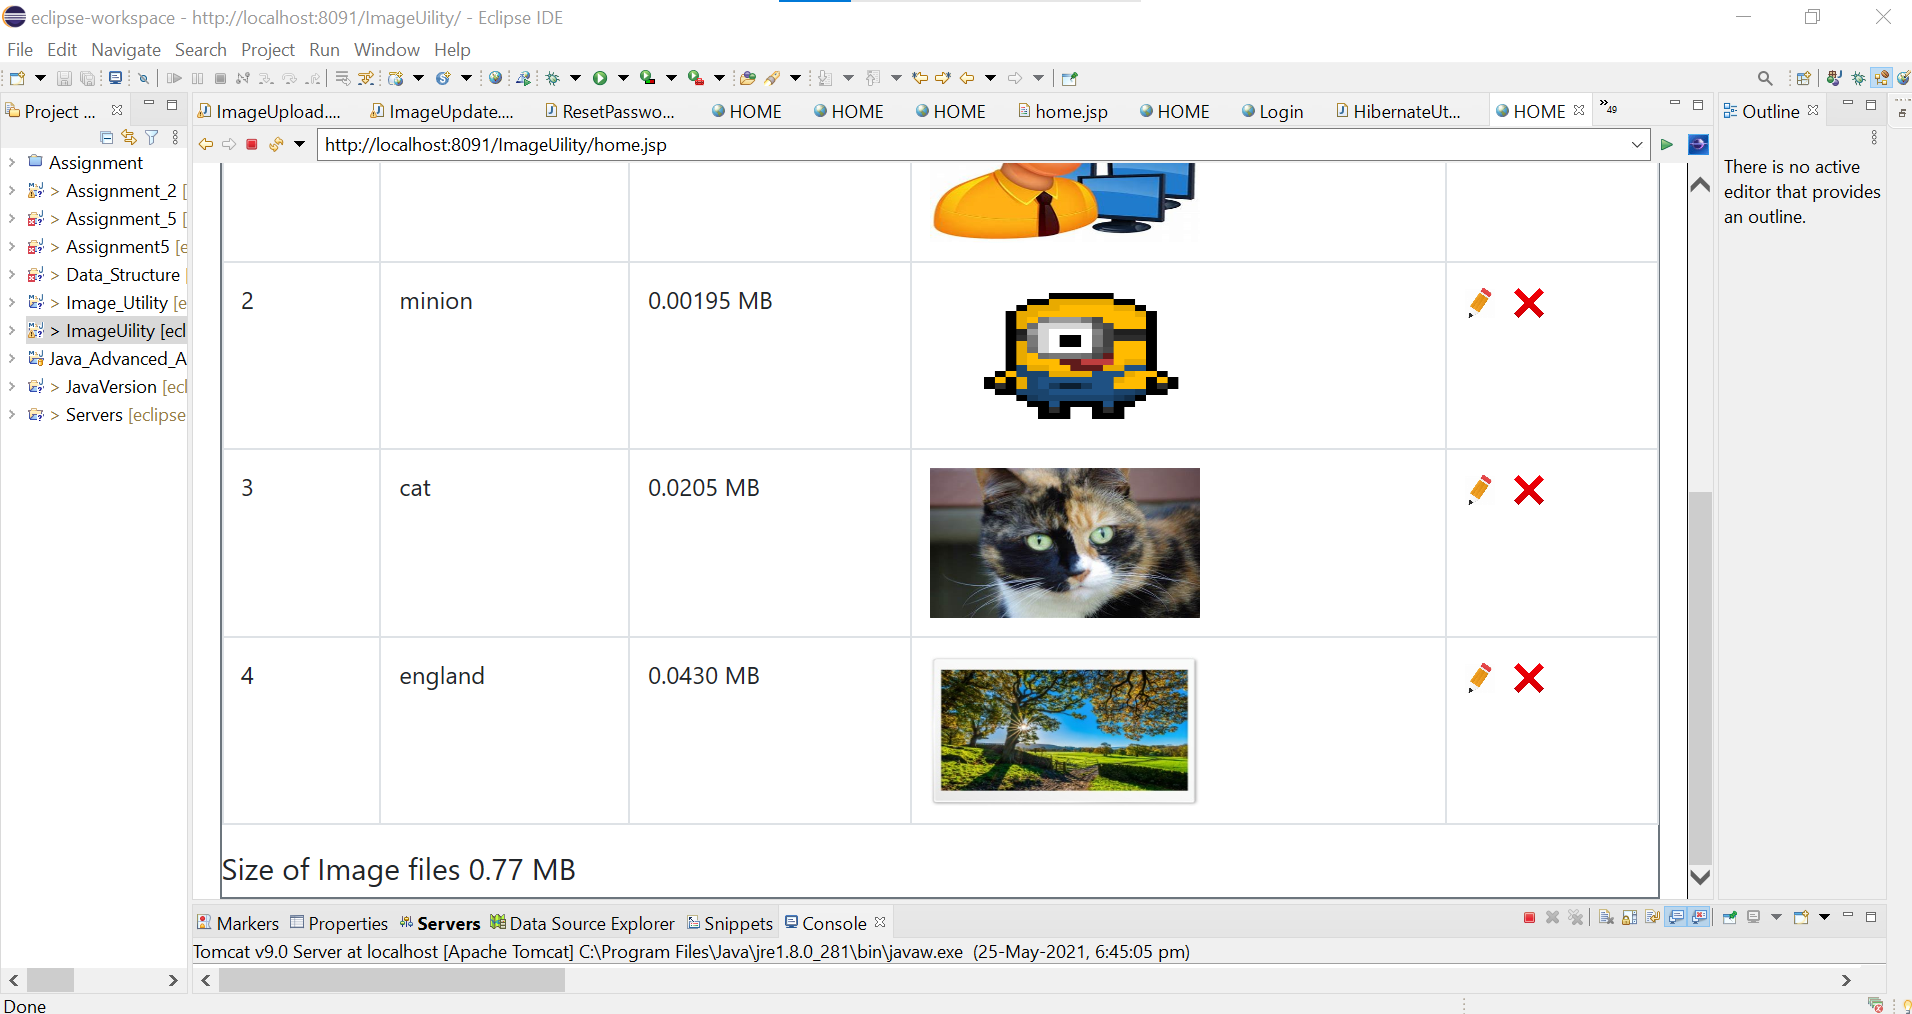 eclipse-workspace - http://localhost:8091/ImageUility/ - Eclipse IDE
File Edit Navigate Search Project Run Window Help
Project ...
ImageUpload.... ImageUpdate.... ResetPasswo... HOME HOME HOME home.jsp HOME Login HibernateUt... HOME »49
Outline
http://localhost:8091/ImageUility/home.jsp
Assignment
> Assignment_2 [
> Assignment_5 [
> Assignment5 [e
> Data_Structure [
> Image_Utility [e
> ImageUility [ecl
Java_Advanced_A
> JavaVersion [ecl
> Servers [eclipse
2 minion 0.00195 MB
3 cat 0.0205 MB
4 england 0.0430 MB
Size of Image files 0.77 MB
There is no active
editor that provides
an outline.
Markers Properties Servers Data Source Explorer Snippets Console
Tomcat v9.0 Server at localhost [Apache Tomcat] C:\Program Files\Java\jre1.8.0_281\bin\javaw.exe (25-May-2021, 6:45:05 pm)
Done